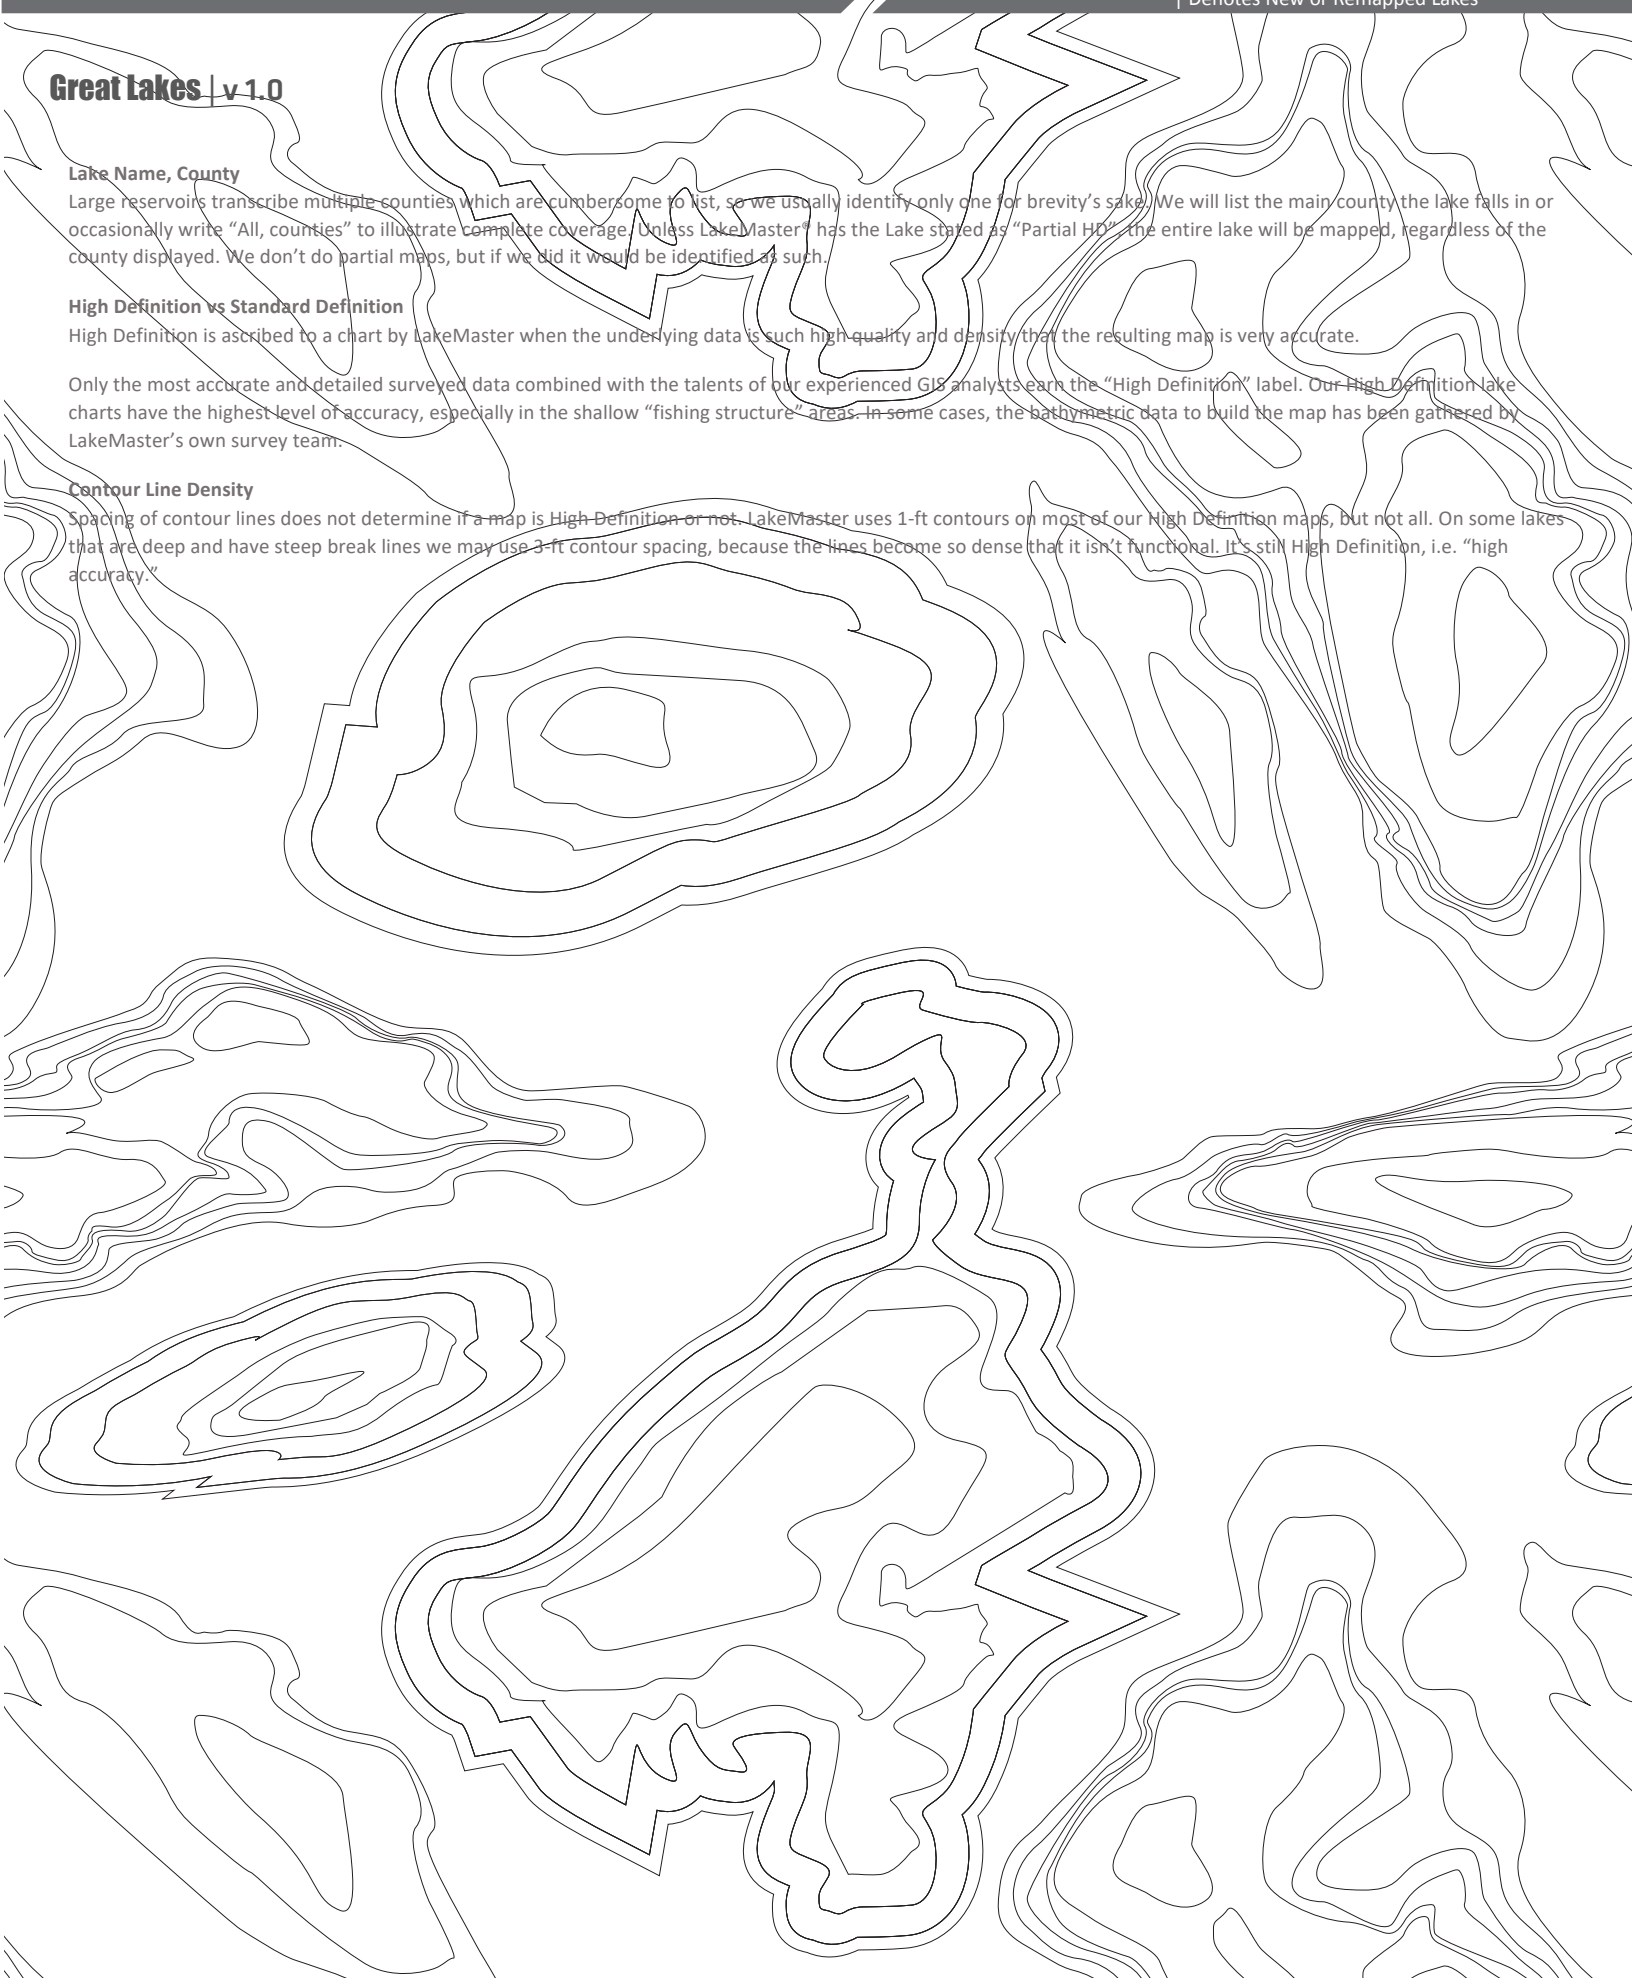 | Denotes New or Remapped Lakes
Great Lakes | v 1.0
Lake Name, County
Large reservoirs transcribe multiple counties which are cumbersome to list, so we usually identify only one for brevity’s sake. We will list the main county the lake falls in or
occasionally write “All, counties” to illustrate complete coverage. Unless LakeMaster® has the Lake stated as “Partial HD”, the entire lake will be mapped, regardless of the
county displayed. We don’t do partial maps, but if we did it would be identified as such.
High Definition vs Standard Definition
High Definition is ascribed to a chart by LakeMaster when the underlying data is such high quality and density that the resulting map is very accurate.
Only the most accurate and detailed surveyed data combined with the talents of our experienced GIS analysts earn the “High Definition” label. Our High Definition lake
charts have the highest level of accuracy, especially in the shallow “fishing structure” areas. In some cases, the bathymetric data to build the map has been gathered by
LakeMaster’s own survey team.
Contour Line Density
Spacing of contour lines does not determine if a map is High Definition or not. LakeMaster uses 1-ft contours on most of our High Definition maps, but not all. On some lakes
that are deep and have steep break lines we may use 3-ft contour spacing, because the lines become so dense that it isn’t functional. It’s still High Definition, i.e. “high
accuracy.”